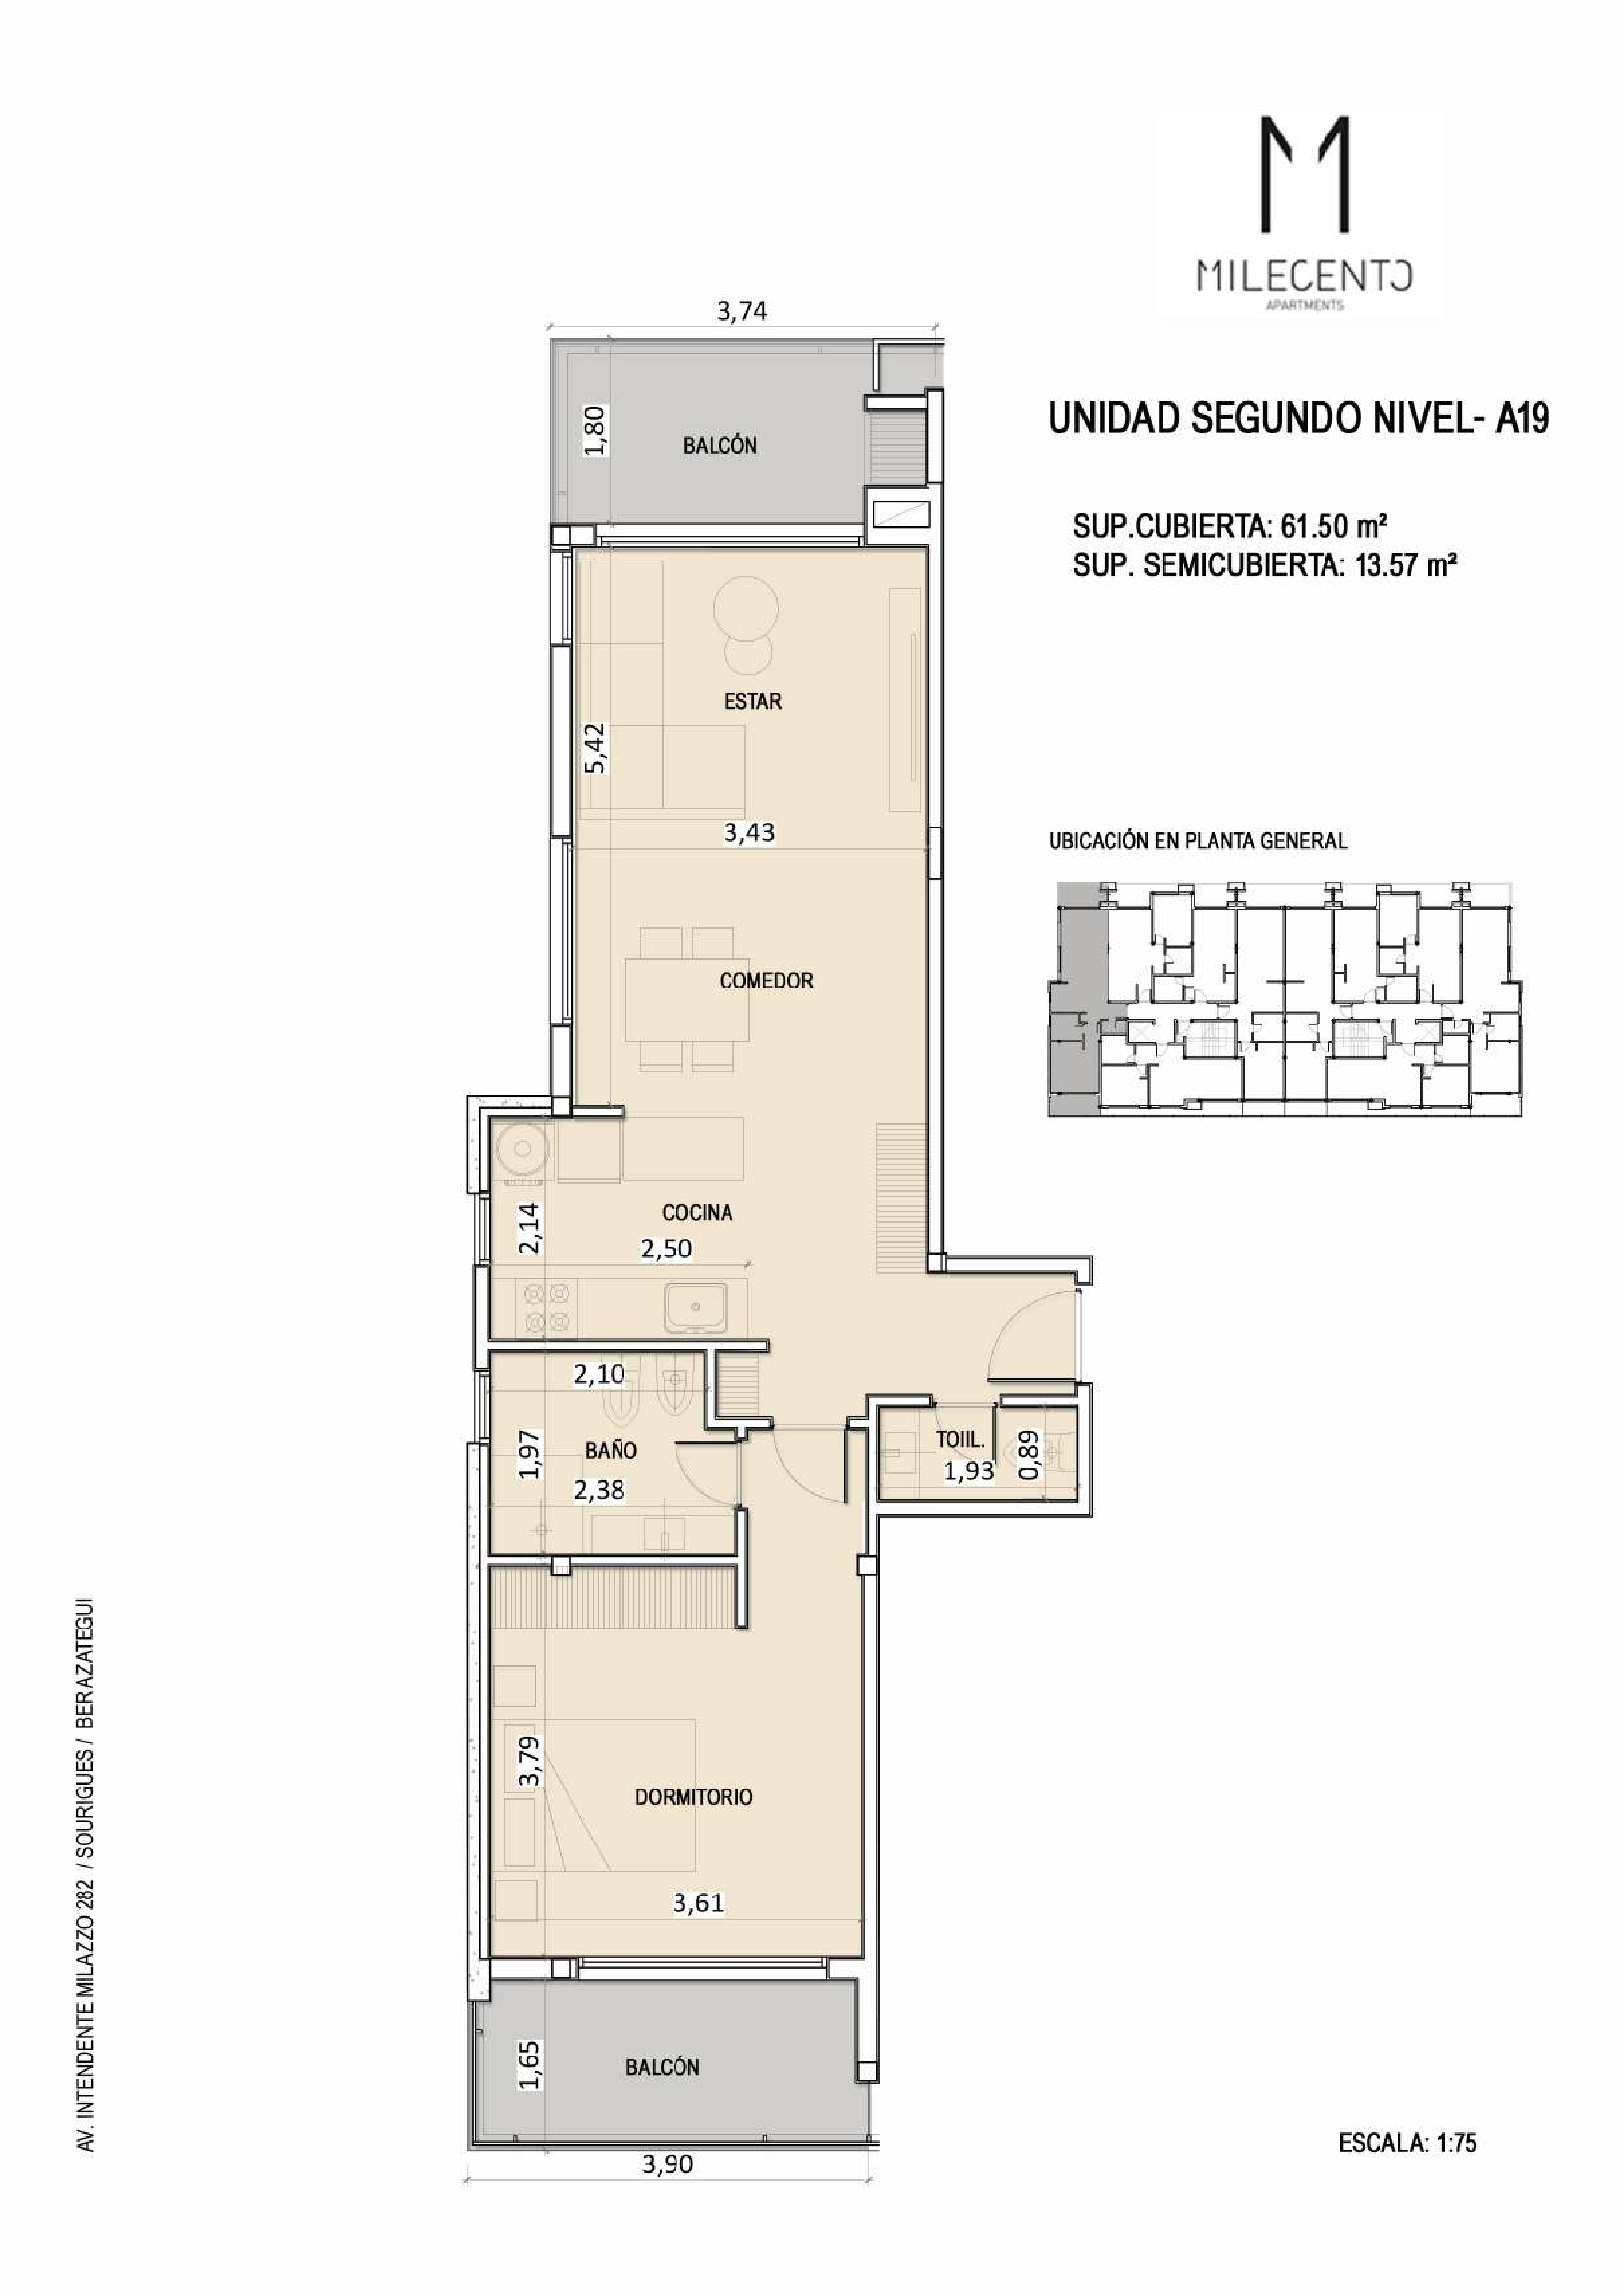 MILECENTO
APARTMENTS
3,74
UNIDAD SEGUNDO NIVEL- A19
1,80
BALCÓN
SUP.CUBIERTA: 61.50 m²
SUP. SEMICUBIERTA: 13.57 m²
ESTAR
5,42
3,43
UBICACIÓN EN PLANTA GENERAL
COMEDOR
COCINA
2,14
2,50
2,10
TOIIL.
1,97
BAÑO
0,89
1,93
2,38
3,79
DORMITORIO
3,61
1,65
BALCÓN
3,90
AV. INTENDENTE MILAZZO 282 / SOURIGUES / BERAZATEGUI
ESCALA: 1:75